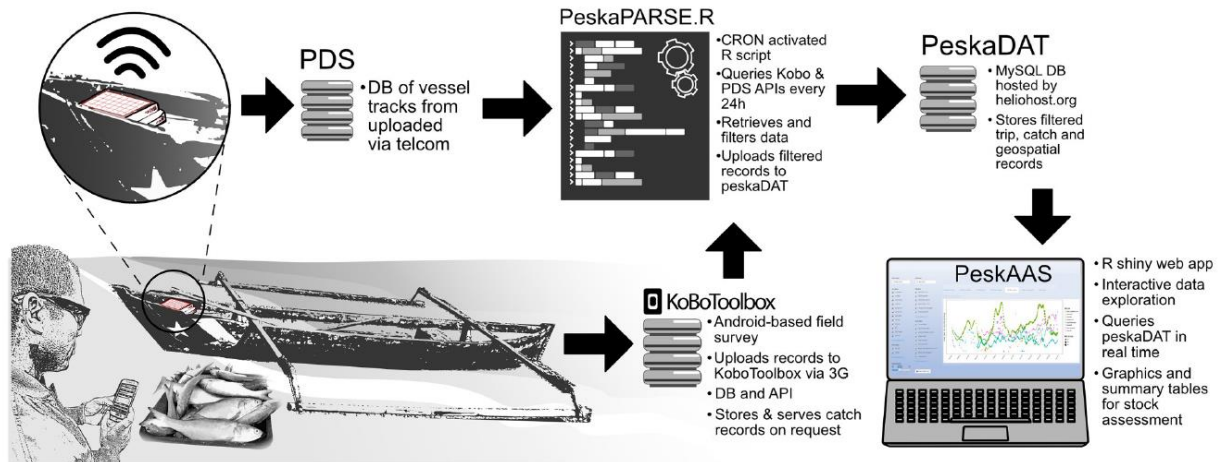 PDS
•DB of vessel
tracks from
uploaded
via telcom
PeskaPARSE.R
•CRON activated
R script
•Queries Kobo &
PDS APIs every
24h
•Retrieves and
filters data
•Uploads filtered
records to
peskaDAT
PeskaDAT
•MySQL DB
hosted by
heliohost.org
•Stores filtered
trip, catch and
geospatial
records
KoBoToolbox
•Android-based field
survey
•Uploads records to
KoboToolbox via 3G
•DB and API
•Stores & serves catch
records on request
PeskAAS
•R shiny web app
•Interactive data
exploration
•Queries
peskaDAT in
real time
•Graphics and
summary tables
for stock
assessment